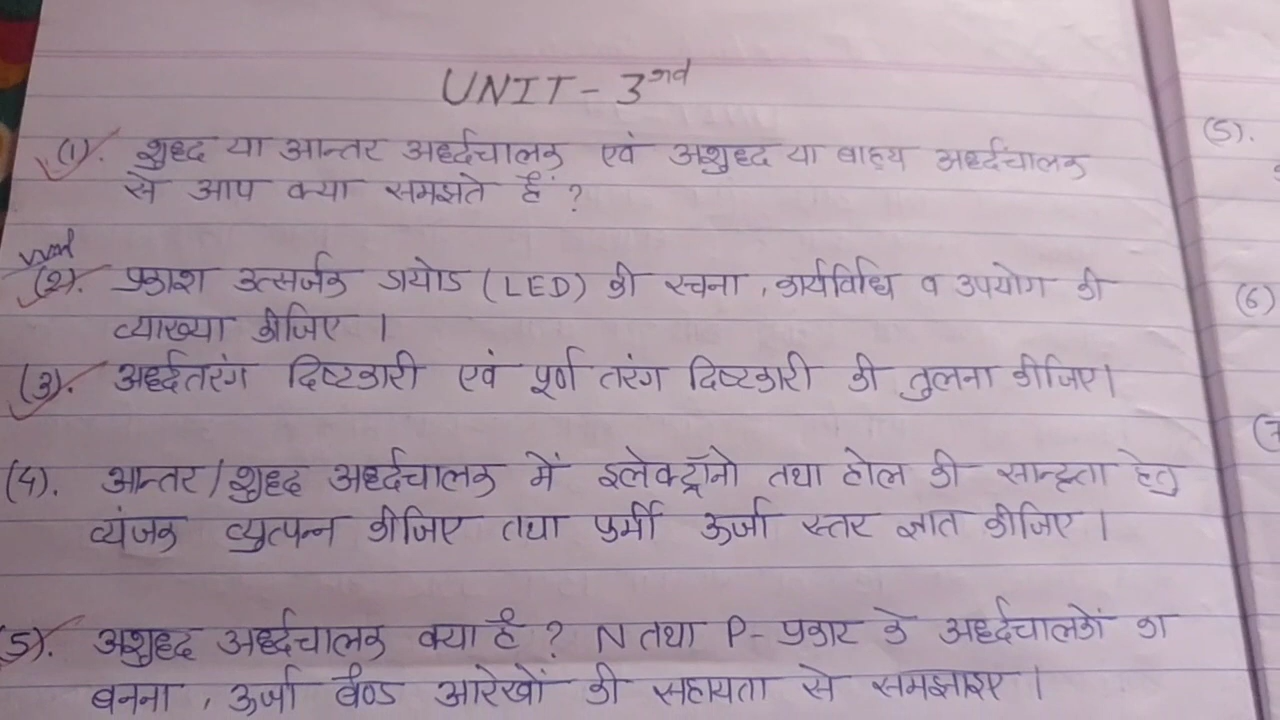 UNIT - 3
(1). शुद्ध या आन्तर अर्द्धचालक एवं अशुद्ध या बाह्य अर्द्धचालक
से आप क्या समझते हैं ?
(2). प्रकाश उत्सर्जक डायोड (LED) की रचना , कार्यविधि व उपयोग की
व्याख्या कीजिए ।
(3). अर्द्धतरंग दिष्टकारी एवं पूर्ण तरंग दिष्टकारी की तुलना कीजिए।
(4). आन्तर / शुद्ध अर्द्धचालक में इलेक्ट्रॉनो तथा होल की सान्द्रता हेतु
व्यंजक व्युत्पन्न कीजिए तथा फुर्मी ऊर्जा स्तर ज्ञात कीजिए ।
(5). अशुद्ध अर्द्धचालक क्या है ? N तथा P - प्रकार के अर्द्धचालकों का
बनना , ऊर्जा बैण्ड आरेखों की सहायता से समझाइए ।
(5).
(6)